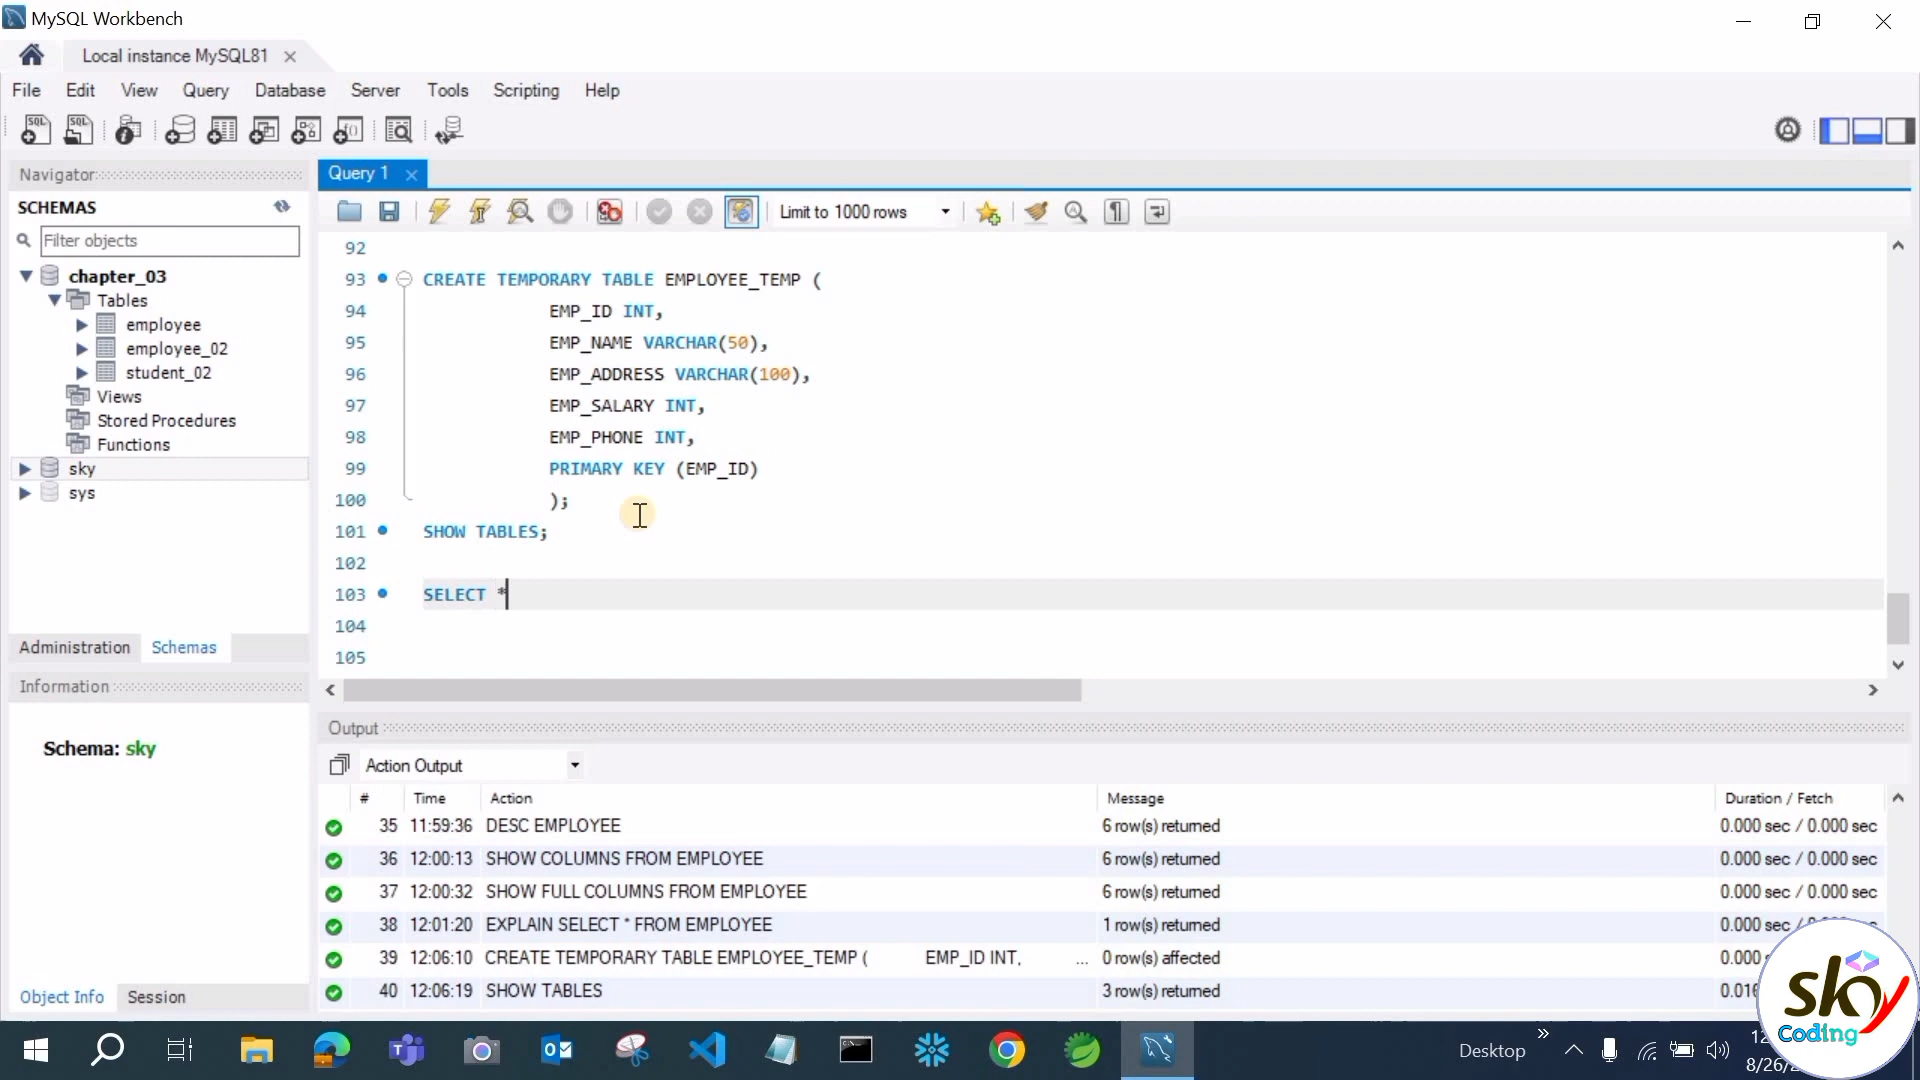 MySQL Workbench
Local instance MySQL81
File Edit View Query Database Server Tools Scripting Help
Navigator
Query 1
SCHEMAS
Limit to 1000 rows
Filter objects
chapter_03
Tables
employee
employee_02
student_02
Views
Stored Procedures
Functions
sky
sys
Administration Schemas
Information
Schema: sky
Object Info Session
92
93 CREATE TEMPORARY TABLE EMPLOYEE_TEMP (
94 EMP_ID INT,
95 EMP_NAME VARCHAR(50),
96 EMP_ADDRESS VARCHAR(100),
97 EMP_SALARY INT,
98 EMP_PHONE INT,
99 PRIMARY KEY (EMP_ID)
100 );
101 SHOW TABLES;
102
103 SELECT *
104
105
Output
Action Output
# Time Action Message Duration / Fetch
35 11:59:36 DESC EMPLOYEE 6 row(s) returned 0.000 sec / 0.000 sec
36 12:00:13 SHOW COLUMNS FROM EMPLOYEE 6 row(s) returned 0.000 sec / 0.000 sec
37 12:00:32 SHOW FULL COLUMNS FROM EMPLOYEE 6 row(s) returned 0.000 sec / 0.000 sec
38 12:01:20 EXPLAIN SELECT * FROM EMPLOYEE 1 row(s) returned 0.000 sec /
39 12:06:10 CREATE TEMPORARY TABLE EMPLOYEE_TEMP ( EMP_ID INT, ... 0 row(s) affected 0.000
40 12:06:19 SHOW TABLES 3 row(s) returned 0.016
Desktop
8/26/
sky
Coding